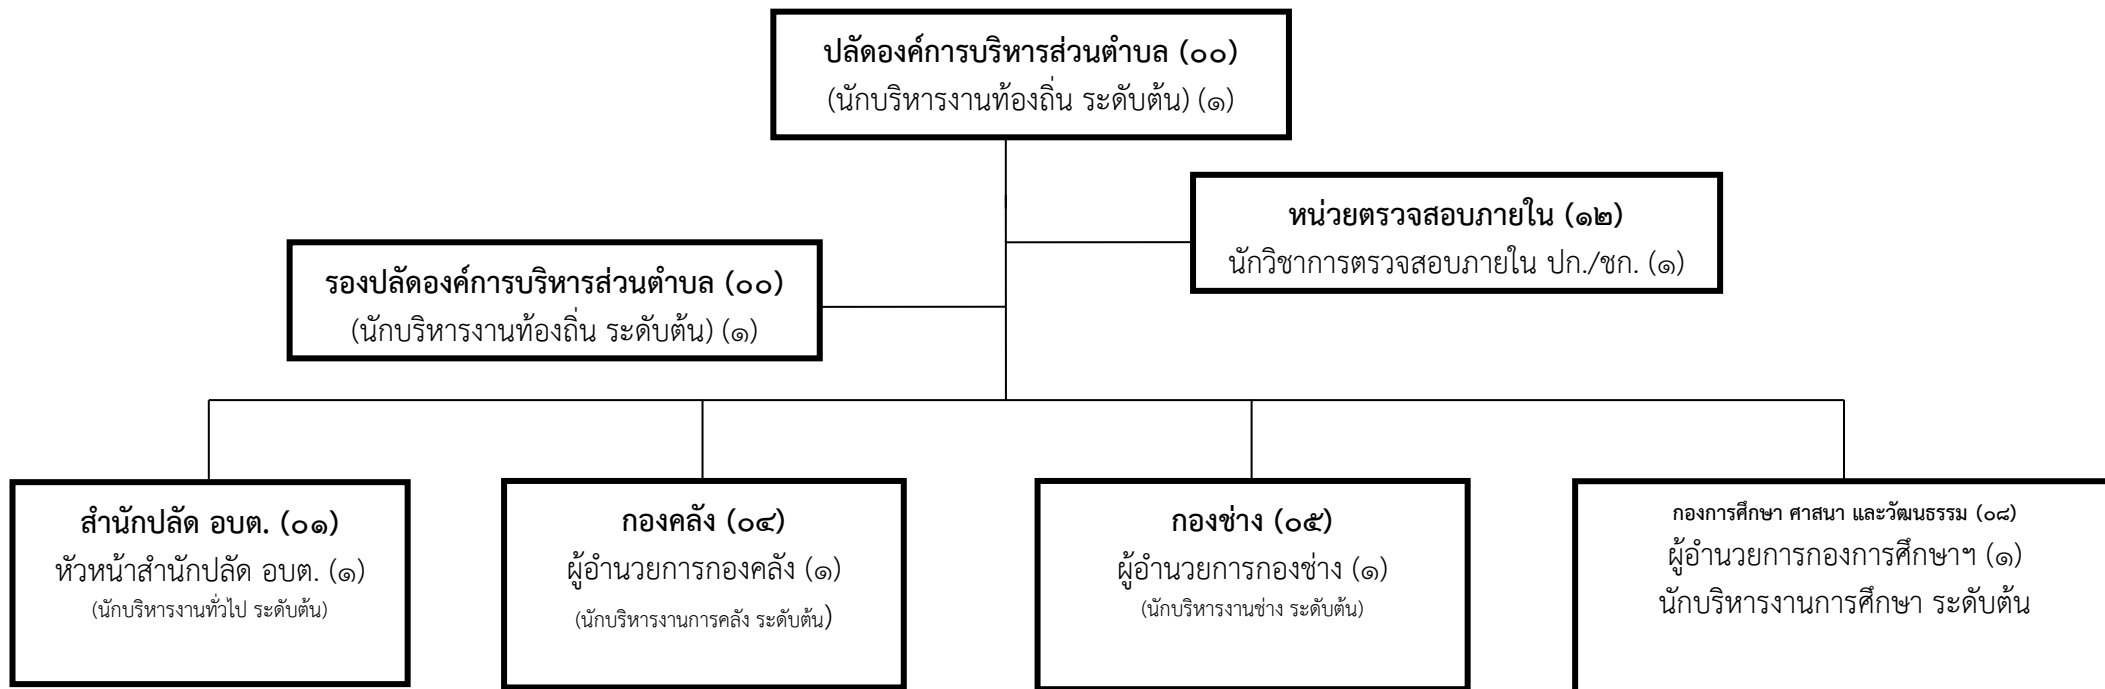 ปลัดองค์การบริหารส่วนตำบล (๐๐)
(นักบริหารงานท้องถิ่น ระดับต้น) (๑)
หน่วยตรวจสอบภายใน (๑๒)
นักวิชาการตรวจสอบภายใน ปก./ชก. (๑)
รองปลัดองค์การบริหารส่วนตำบล (๐๐)
(นักบริหารงานท้องถิ่น ระดับต้น) (๑)
สำนักปลัด อบต. (๐๑)
หัวหน้าสำนักปลัด อบต. (๑)
(นักบริหารงานทั่วไป ระดับต้น)
กองคลัง (๐๔)
ผู้อำนวยการกองคลัง (๑)
(นักบริหารงานการคลัง ระดับต้น)
กองช่าง (๐๕)
ผู้อำนวยการกองช่าง (๑)
(นักบริหารงานช่าง ระดับต้น)
กองการศึกษา ศาสนา และวัฒนธรรม (๐๘)
ผู้อำนวยการกองการศึกษาฯ (๑)
นักบริหารงานการศึกษา ระดับต้น